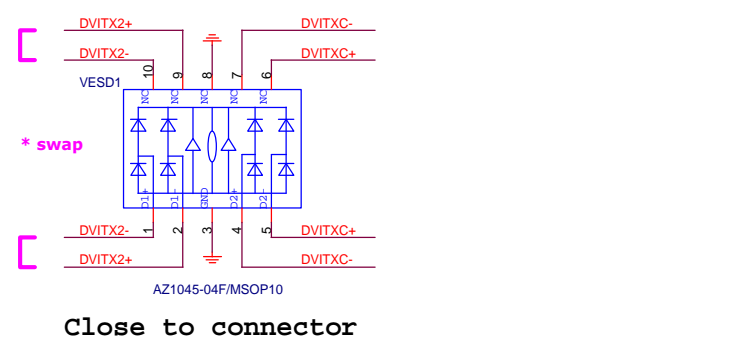 DVITX2+ DVITXC-
DVITX2- DVITXC+
VESD1 10 9 8 7 6
NC NC NC NC NC
* swap
D1+ D1- GND D2+ D2-
DVITX2- 1 2 3 4 5 DVITXC+
DVITX2+ DVITXC-
AZ1045-04F/MSOP10
Close to connector